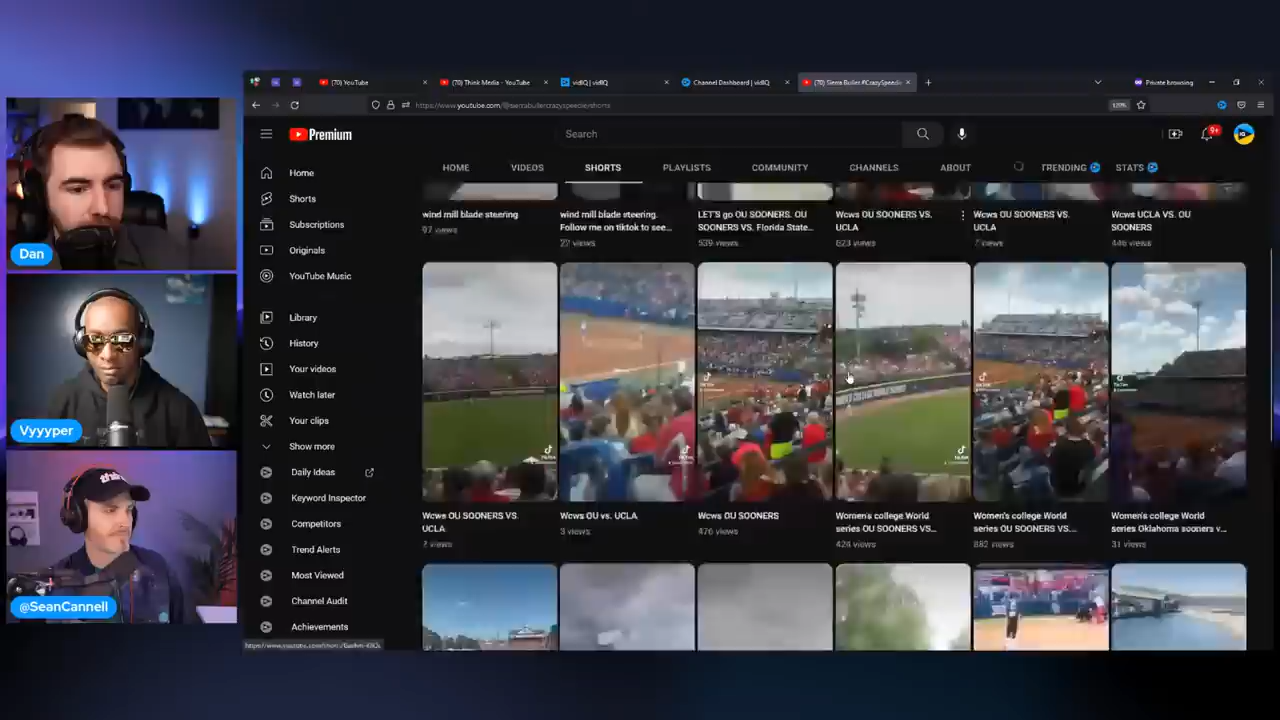 (70) YouTube
(70) Think Media - YouTube
vidIQ | vidIQ
Channel Dashboard | vidIQ
Private browning
120%
Premium
Search
9+
HOME
VIDEOS
SHORTS
PLAYLISTS
COMMUNITY
CHANNELS
ABOUT
TRENDING
STATS
Home
Shorts
Subscriptions
Originals
YouTube Music
Library
History
Your videos
Watch later
Your clips
Show more
Daily Ideas
Keyword Inspector
Competitors
Trend Alerts
Most Viewed
Channel Audit
Achievements
wind mill blade steering
97 views
wind mill blade steering.
Follow me on tiktok to see...
LET'S go OU SOONERS. OU
SOONERS VS. Florida State...
539 views
Wcws OU SOONERS VS.
UCLA
623 views
Wcws OU SOONERS VS.
UCLA
7 views
Wcws UCLA VS. OU
SOONERS
446 views
Wcws OU SOONERS VS.
UCLA
7 views
Wcws OU vs. UCLA
3 views
Wcws OU SOONERS
476 views
Women's college World
series OU SOONERS VS...
424 views
Women's college World
series OU SOONERS VS...
882 views
Women's college World
series Oklahoma sooners v...
31 views
Dan
Vyyyper
@SeanCannell